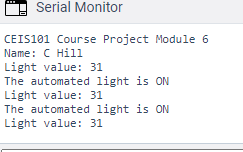 Serial Monitor
CEIS101 Course Project Module 6
Name: C Hill
Light value: 31
The automated light is ON
Light value: 31
The automated light is ON
Light value: 31